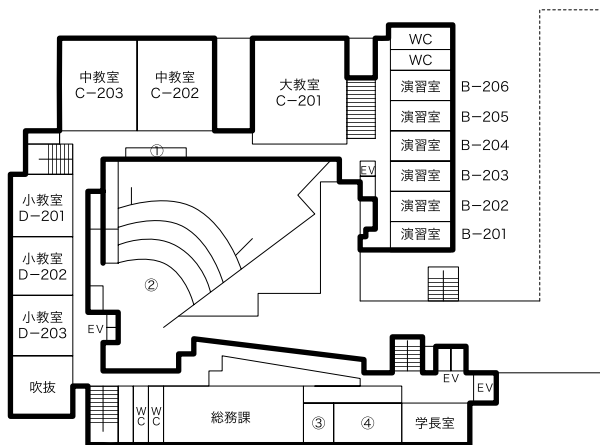 WC
WC
中教室
C-203
中教室
C-202
大教室
C-201
演習室
B-206
演習室
B-205
演習室
B-204
①
EV
演習室
B-203
小教室
D-201
演習室
B-202
演習室
B-201
小教室
D-202
②
小教室
D-203
EV
吹抜
EV
EV
WC
WC
総務課
③
④
学長室